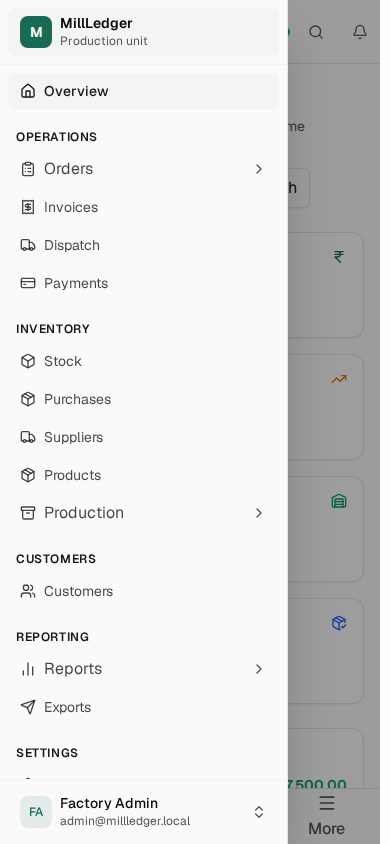 M
MillLedger
Production unit
Overview
OPERATIONS
Orders
Invoices
Dispatch
Payments
INVENTORY
Stock
Purchases
Suppliers
Products
Production
CUSTOMERS
Customers
REPORTING
Reports
Exports
SETTINGS
FA
Factory Admin
admin@millledger.local
me
h
₹
7,500.00
More